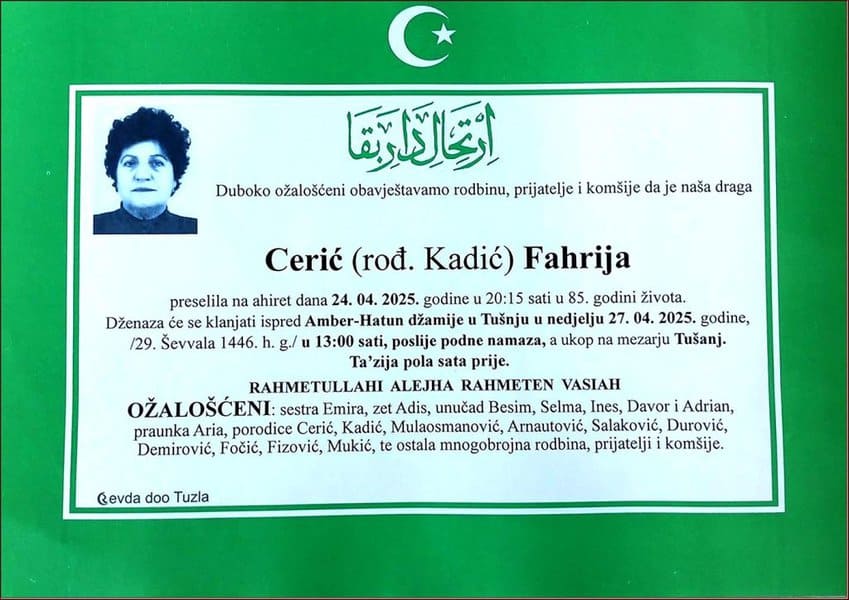 اِرْتِحَالِ دَارِ بَقَا
Duboko ožalošćeni obavještavamo rodbinu, prijatelje i komšije da je naša draga
Cerić (rođ. Kadić) Fahrija
preselila na ahiret dana 24. 04. 2025. godine u 20:15 sati u 85. godini života.
Dženaza će se klanjati ispred Amber-Hatun džamije u Tušnju u nedjelju 27. 04. 2025. godine,
/29. Ševvala 1446. h. g./ u 13:00 sati, poslije podne namaza, a ukop na mezarju Tušanj.
Ta’zija pola sata prije.
RAHMETULLAHI ALEJHA RAHMETEN VASIAH
OŽALOŠĆENI: sestra Emira, zet Adis, unučad Besim, Selma, Ines, Davor i Adrian,
praunka Aria, porodice Cerić, Kadić, Mulaosmanović, Arnautović, Salaković, Durović,
Demirović, Fočić, Fizović, Mukić, te ostala mnogobrojna rodbina, prijatelji i komšije.
Cevda doo Tuzla